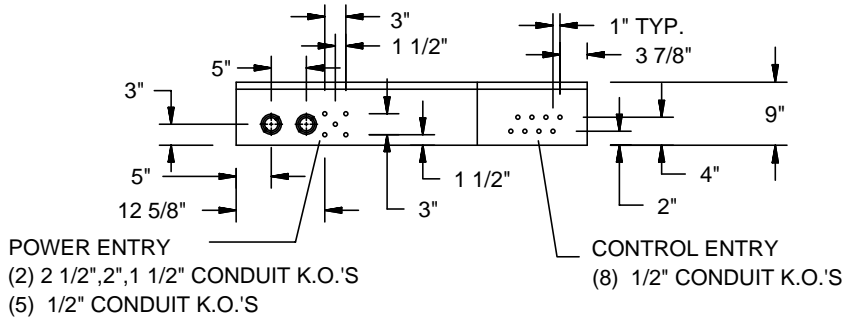 3"
1" TYP.
1 1/2"
3 7/8"
5"
3"
9"
5"
1 1/2"
4"
12 5/8"
3"
2"
POWER ENTRY
(2) 2 1/2",2",1 1/2" CONDUIT K.O.'S
(5) 1/2" CONDUIT K.O.'S
CONTROL ENTRY
(8) 1/2" CONDUIT K.O.'S